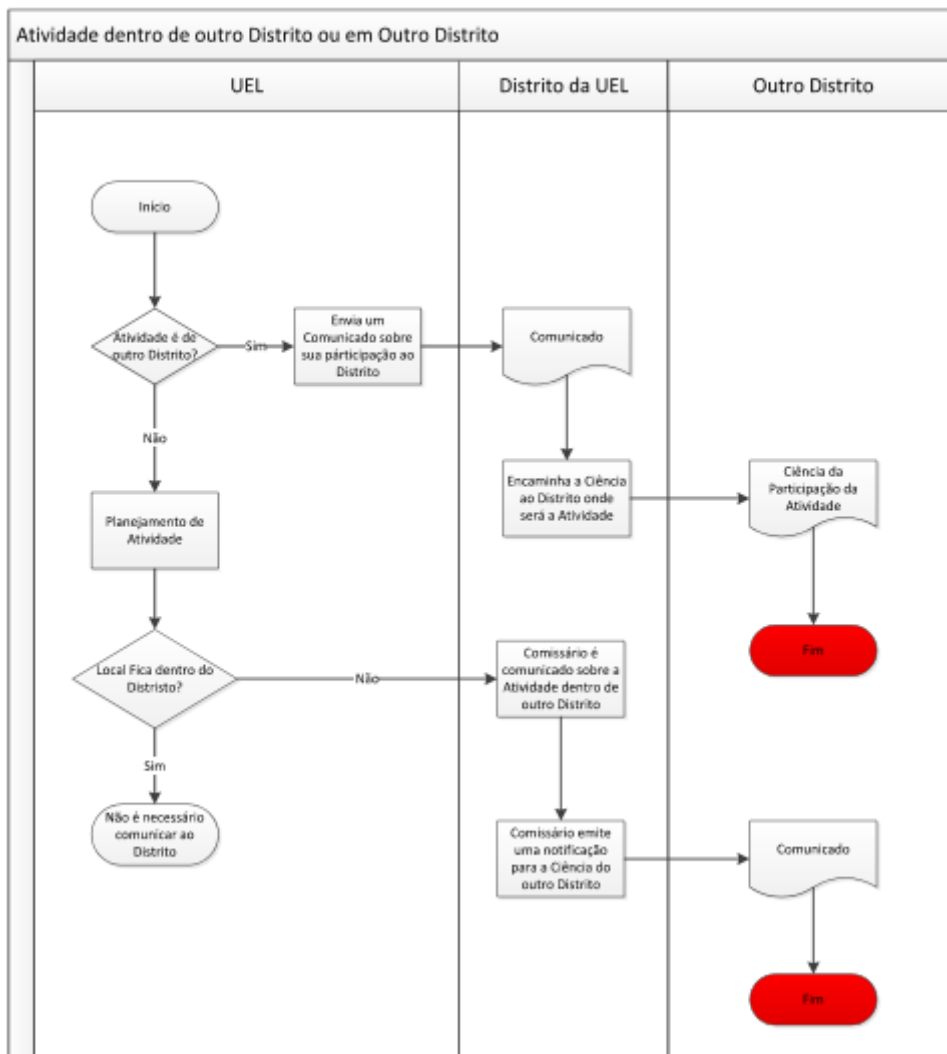 Atividade dentro de outro Distrito ou em Outro Distrito
UEL
Distrito da UEL
Outro Distrito
Início
Atividade é de
outro Distrito?
Sim
Envia um
Comunicado sobre
sua párticipação ao
Distrito
Comunicado
Não
Encaminha a Ciência
ao Distrito onde
será a Atividade
Ciência da
Participação da
Atividade
Planejamento de
Atividade
Fim
Local Fica dentro do
Distristo?
Não
Comissário é
comunicado sobre a
Atividade dentro de
outro Distrito
Sim
Não é necessário
comunicar ao
Distrito
Comissário emite
uma notificação
para a Ciência do
outro Distrito
Comunicado
Fim